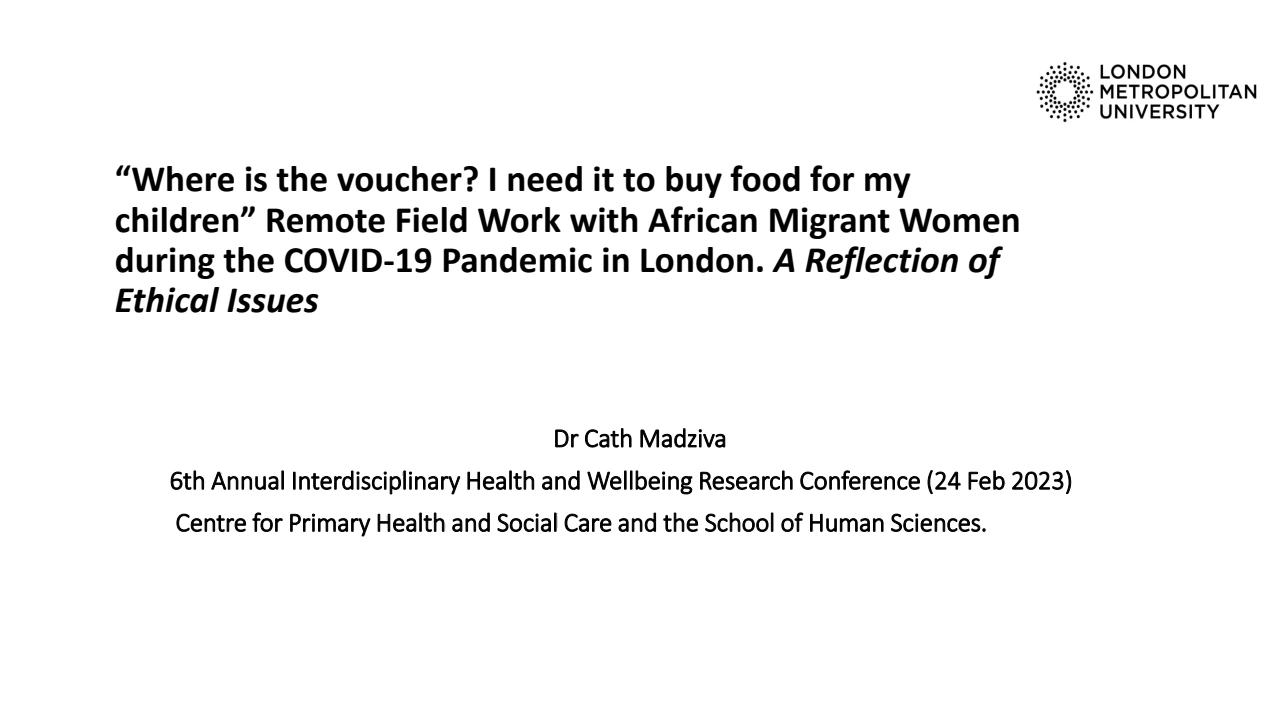 LONDON
METROPOLITAN
UNIVERSITY
“Where is the voucher? I need it to buy food for my
children” Remote Field Work with African Migrant Women
during the COVID-19 Pandemic in London. A Reflection of
Ethical Issues
Dr Cath Madziva
6th Annual Interdisciplinary Health and Wellbeing Research Conference (24 Feb 2023)
Centre for Primary Health and Social Care and the School of Human Sciences.